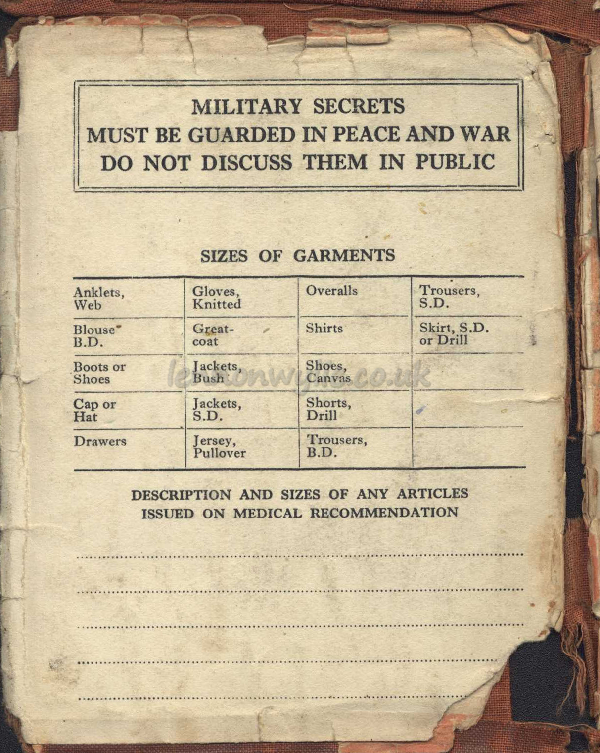 MILITARY SECRETS
MUST BE GUARDED IN PEACE AND WAR
DO NOT DISCUSS THEM IN PUBLIC
SIZES OF GARMENTS
Anklets, Gloves, Overalls Trousers,
Web Knitted S.D.
Blouse Great- Shirts Skirt, S.D.
B.D. coat or Drill
Boots or Jackets, Shoes,
Shoes Bush Canvas
lennonwylie.co.uk
Cap or Jackets, Shorts,
Hat S.D. Drill
Drawers Jersey, Trousers,
Pullover B.D.
DESCRIPTION AND SIZES OF ANY ARTICLES
ISSUED ON MEDICAL RECOMMENDATION